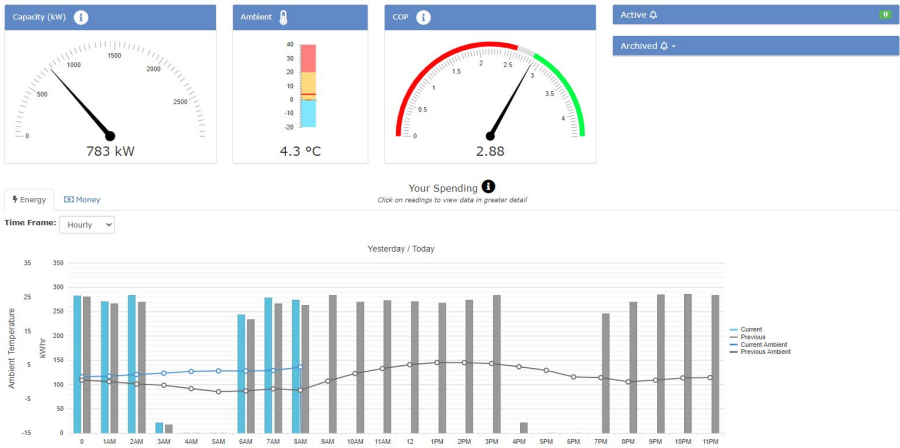 Capacity (kW)
Ambient
COP
Active
0
Archived
0
500
1000
1500
2000
2500
783 kW
40
30
20
10
0
-10
-20
4.3 °C
0
0.5
1
1.5
2
2.5
3
3.5
4
2.88
Your Spending
Click on readings to view data in greater detail
Energy
Money
Time Frame:
Hourly
Yesterday / Today
Ambient Temperature
35
25
15
5
-5
-15
kWhr
350
300
250
200
150
100
50
0
0 1AM 2AM 3AM 4AM 5AM 6AM 7AM 8AM 9AM 10AM 11AM 12 1PM 2PM 3PM 4PM 5PM 6PM 7PM 8PM 9PM 10PM 11PM
Current
Previous
Current Ambient
Previous Ambient